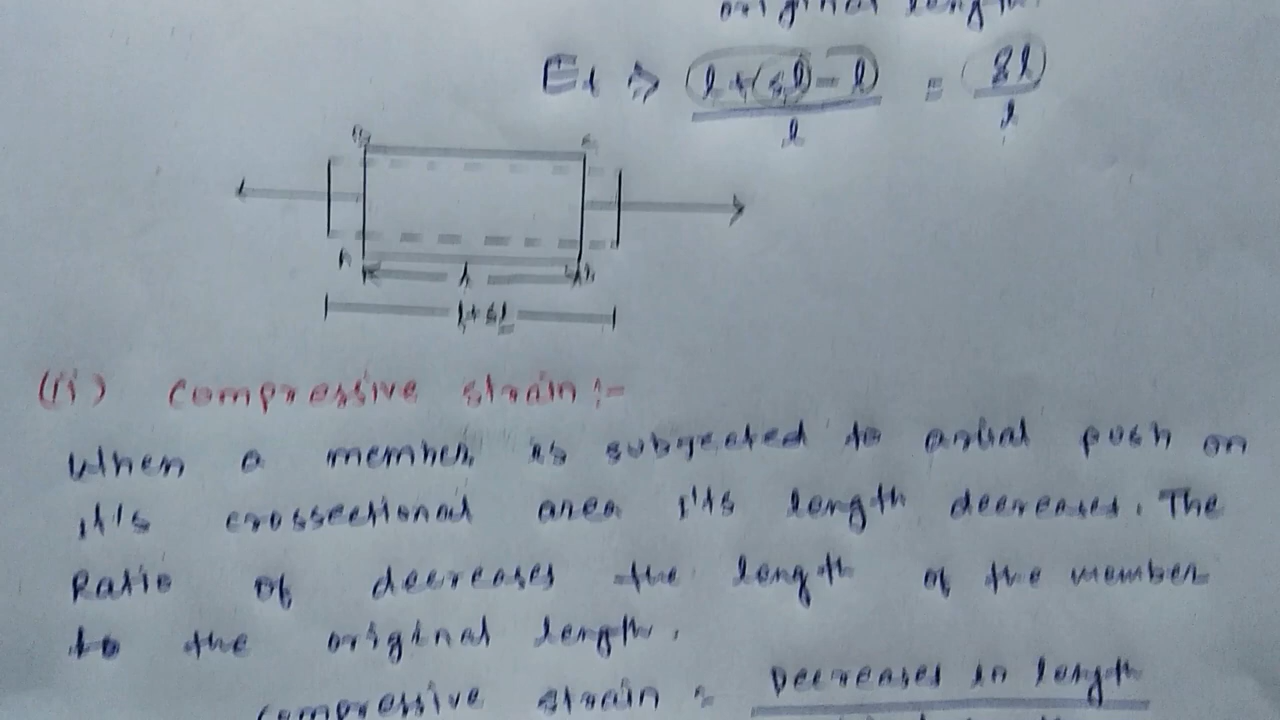 original length.
Et => (l+(δl)-l) / l = (δl) / l
l
l+δl
(ii) compressive strain :-
When a member is subjected to axial push on
it's crossectional area it's length decreases. The
Ratio of decreases the length of the member
to the original length.
compressive strain = Decreases in length